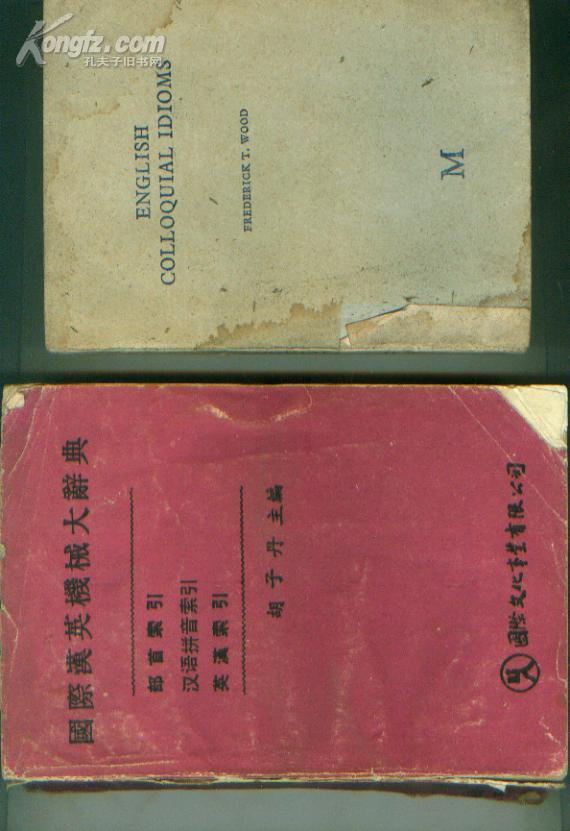 Kongfz.com
孔夫子旧书网
ENGLISH
COLLOQUIAL IDIOMS
FREDERICK T. WOOD
M
國際漢英機械大辭典
部首索引
汉语拼音索引
英漢索引
胡子丹 主編
國際文化事業有限公司